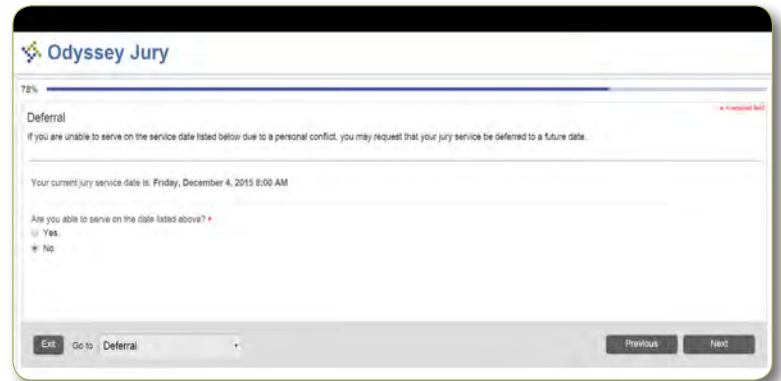 Odyssey Jury
78%
* = required field
Deferral
If you are unable to serve on the service date listed below due to a personal conflict, you may request that your jury service be deferred to a future date.
Your current jury service date is: Friday, December 4, 2015 8:00 AM
Are you able to serve on the date listed above? *
Yes
No
Exit Go to Deferral Previous Next